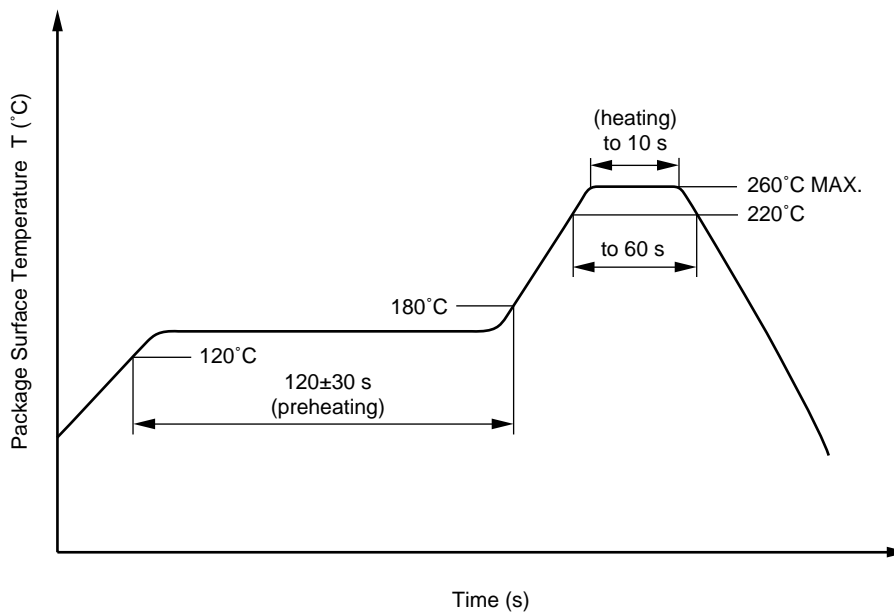 Package Surface Temperature T (˚C)
(heating)
to 10 s
260˚C MAX.
220˚C
to 60 s
180˚C
120˚C
120±30 s
(preheating)
Time (s)